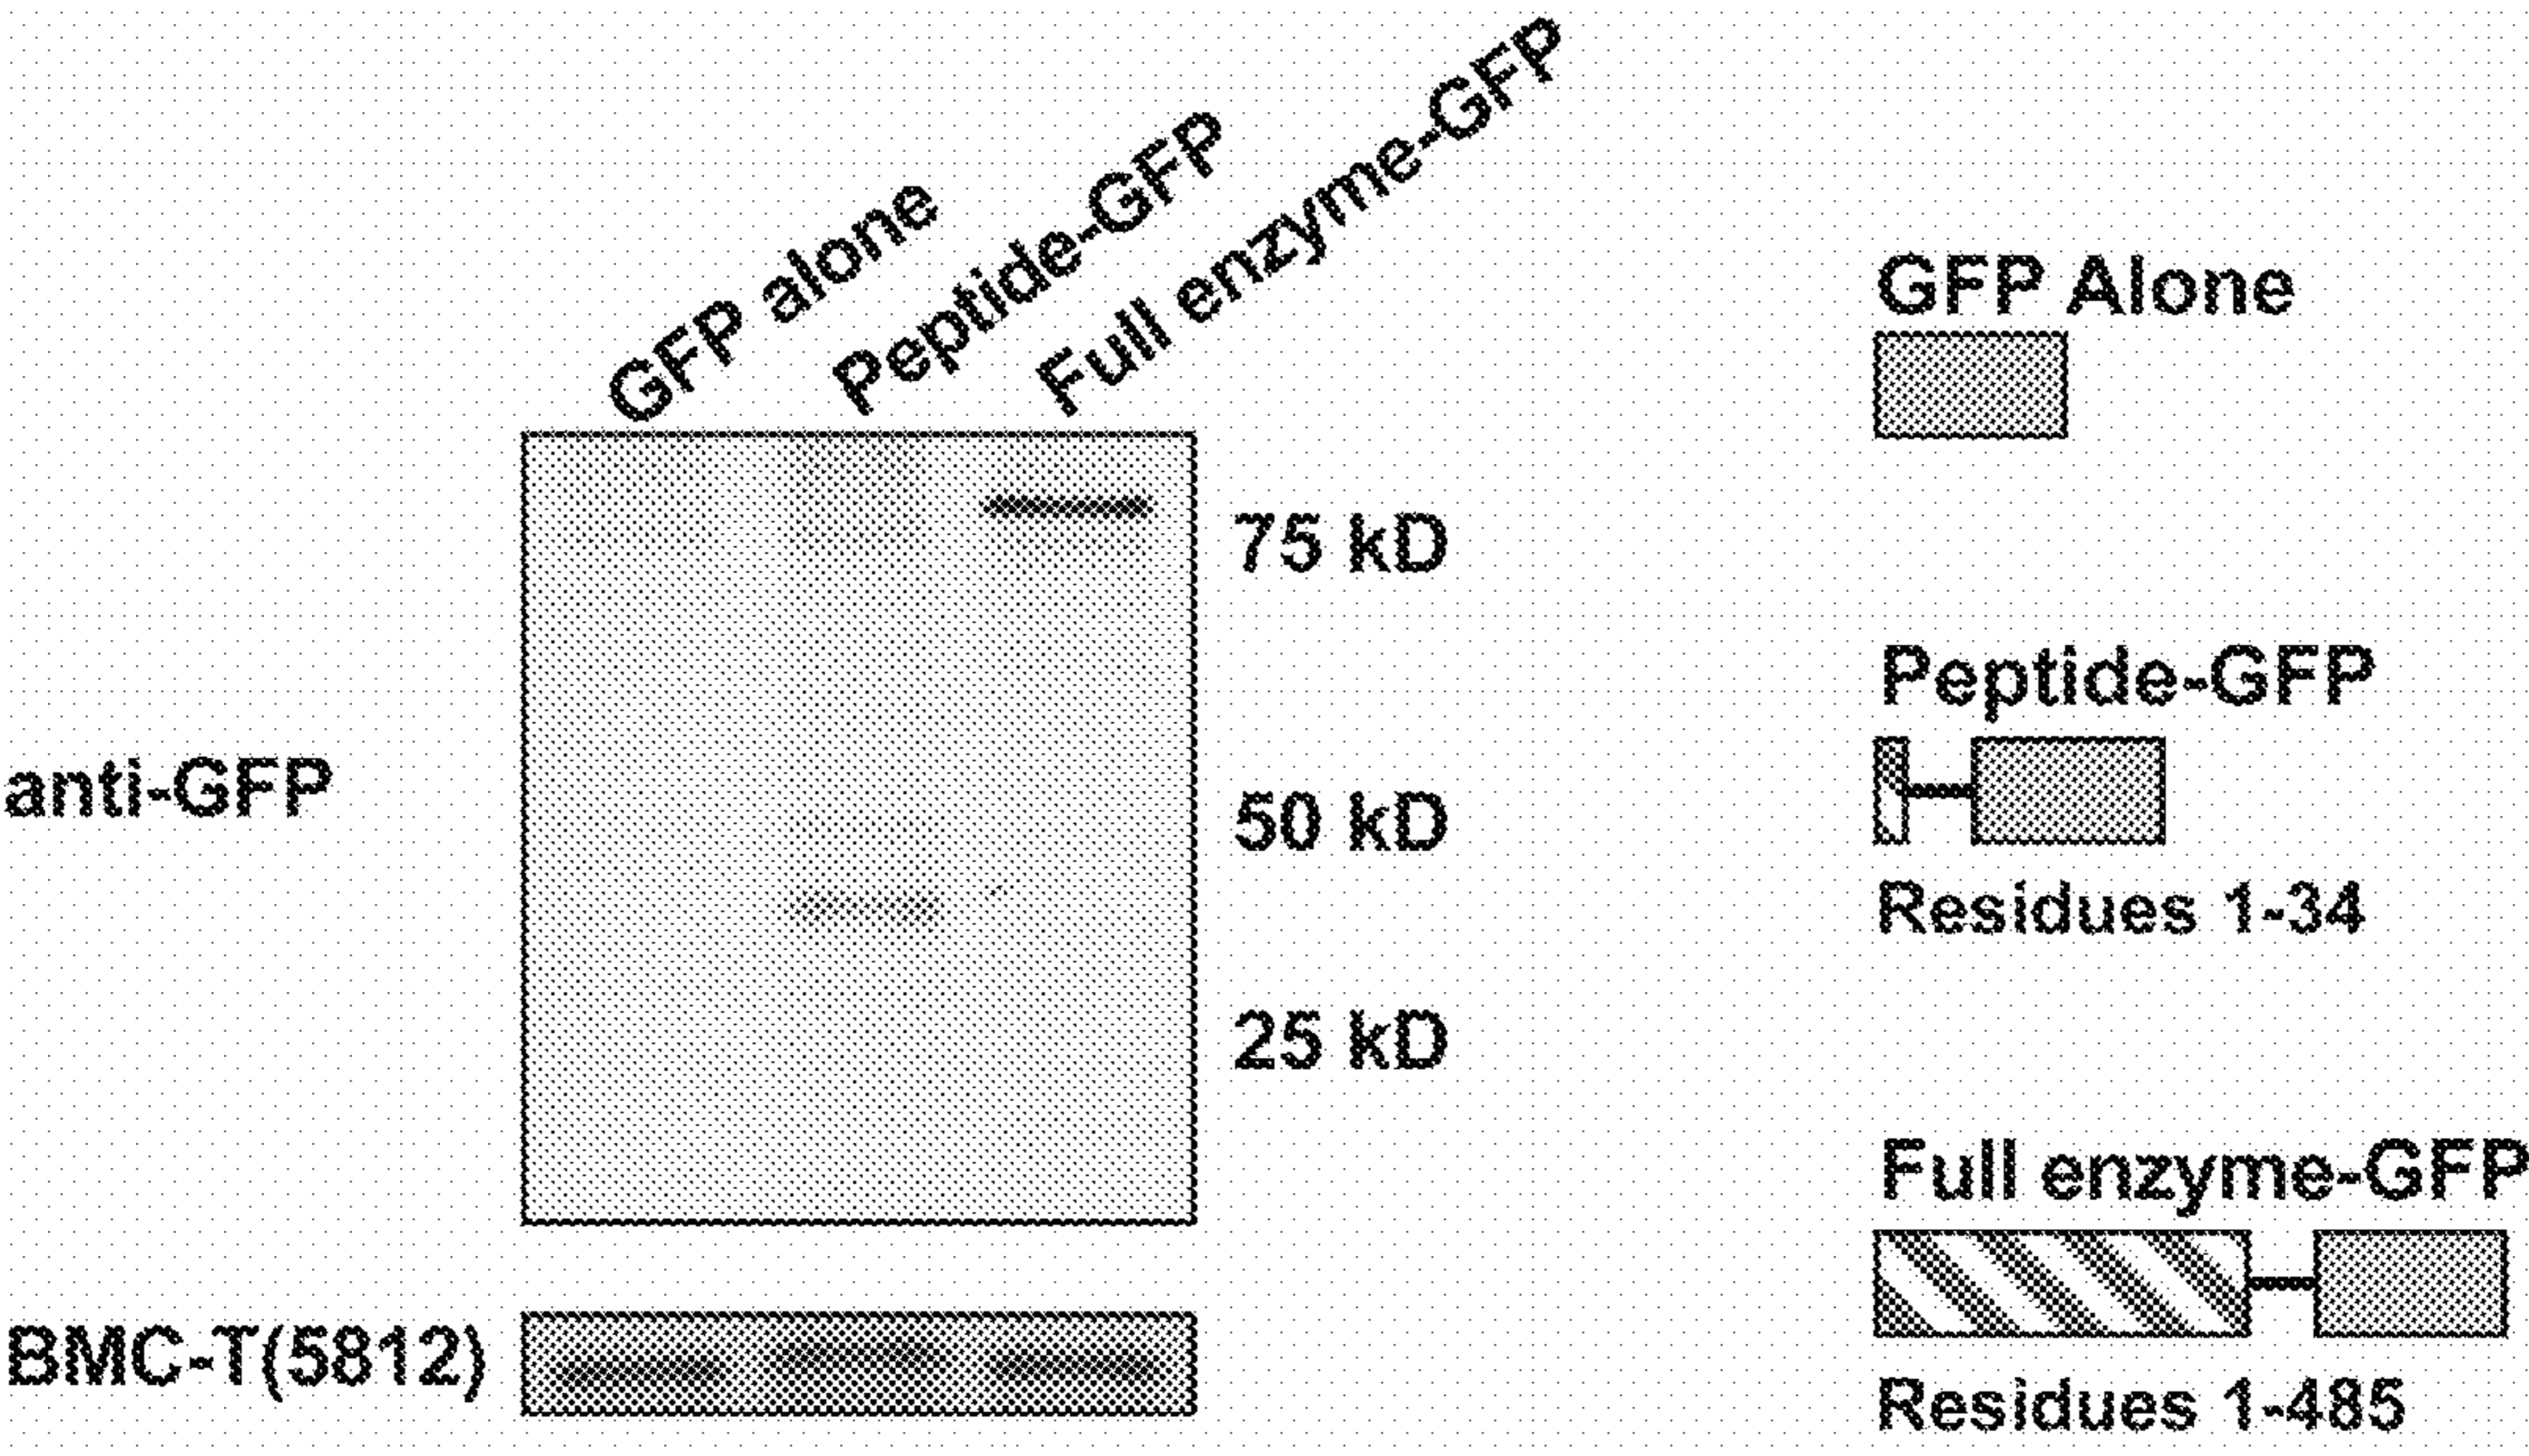 GFP alone
Peptide-GFP
Full enzyme-GFP
75 kD
50 kD
25 kD
anti-GFP
BMC-T(5812)
GFP Alone
Peptide-GFP
Residues 1-34
Full enzyme-GFP
Residues 1-485